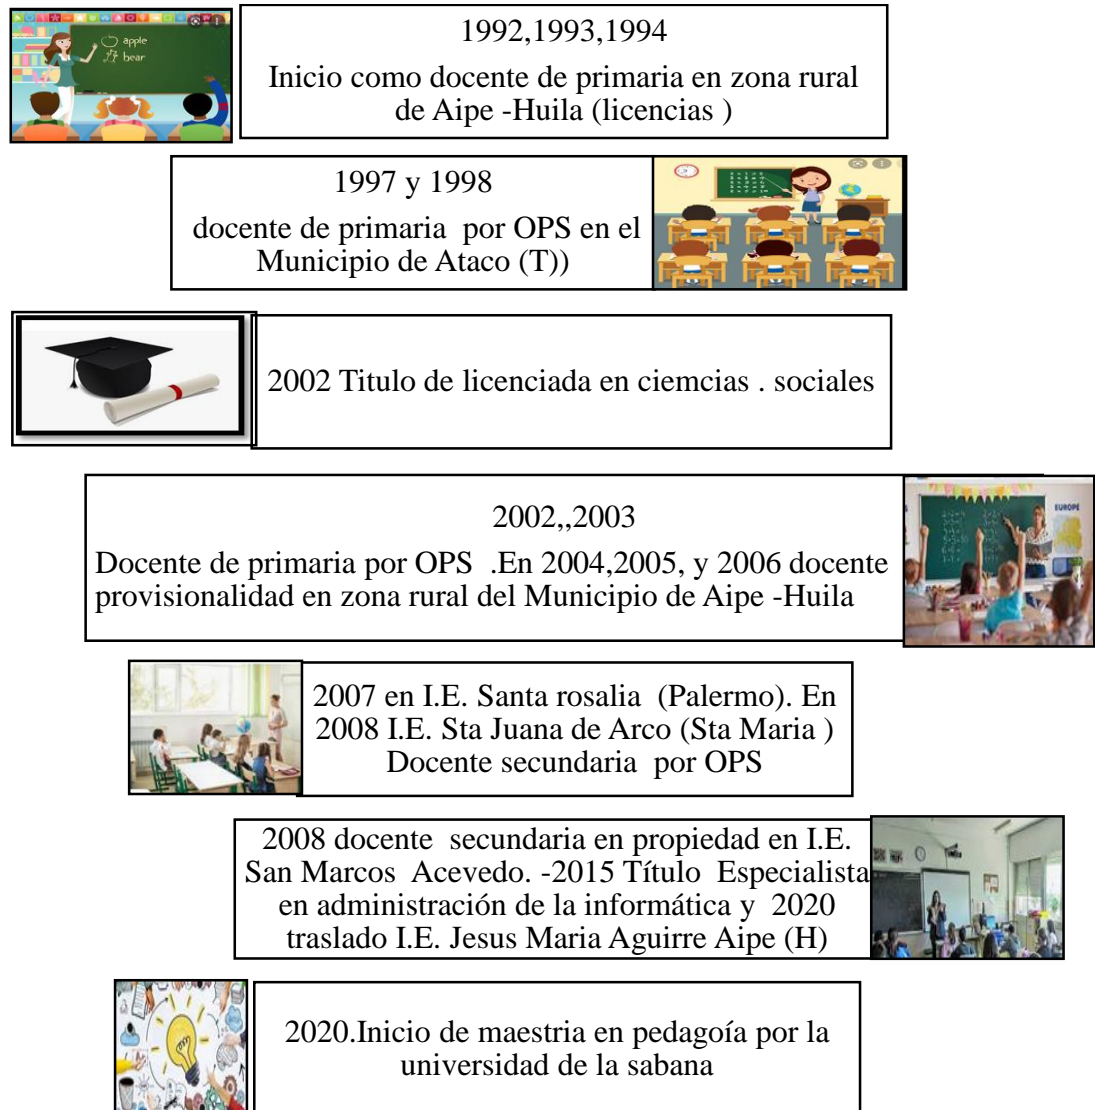 apple
bear
1992,1993,1994
Inicio como docente de primaria en zona rural
de Aipe -Huila (licencias )
1997 y 1998
docente de primaria  por OPS en el
Municipio de Ataco (T))
2002 Titulo de licenciada en ciemcias . sociales
2002,,2003
Docente de primaria por OPS  .En 2004,2005, y 2006 docente
provisionalidad en zona rural del Municipio de Aipe -Huila
EUROPE
2007 en I.E. Santa rosalia  (Palermo). En
2008 I.E. Sta Juana de Arco (Sta Maria )
Docente secundaria  por OPS
2008 docente  secundaria en propiedad en I.E.
San Marcos  Acevedo. -2015 Título  Especialista
en administración de la informática y  2020
traslado I.E. Jesus Maria Aguirre Aipe (H)
2020.Inicio de maestria en pedagoía por la
universidad de la sabana